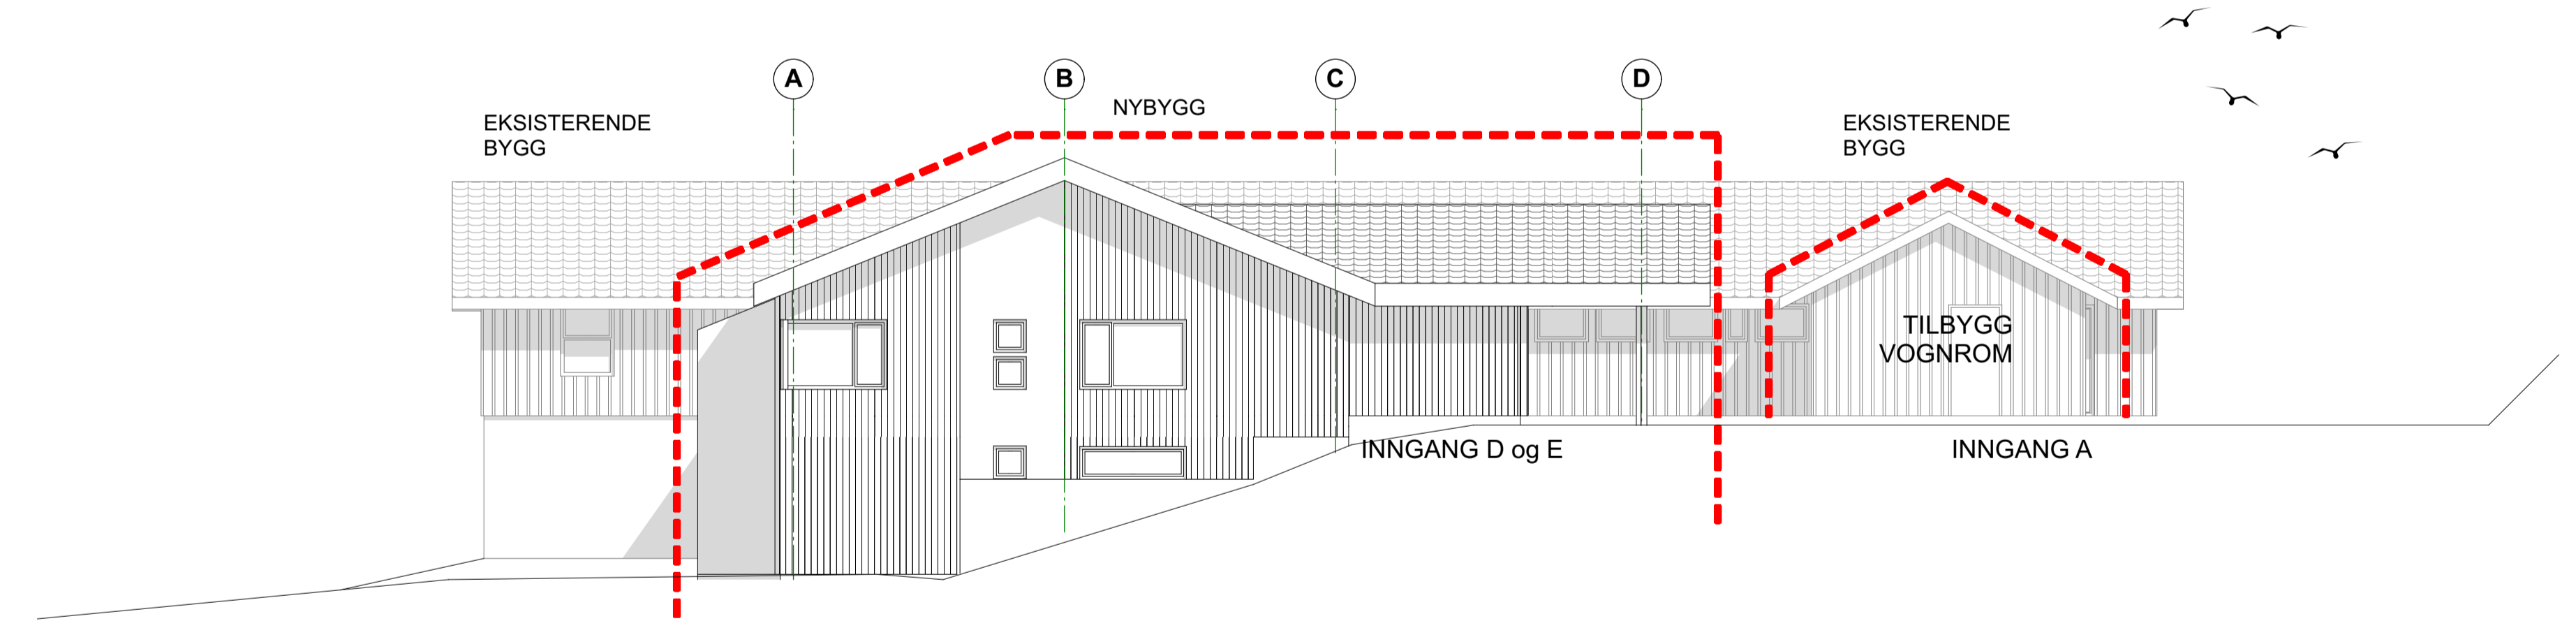 A
B
C
D
NYBYGG
EKSISTERENDE
BYGG
EKSISTERENDE
BYGG
TILBYGG
VOGNROM
INNGANG D og E
INNGANG A